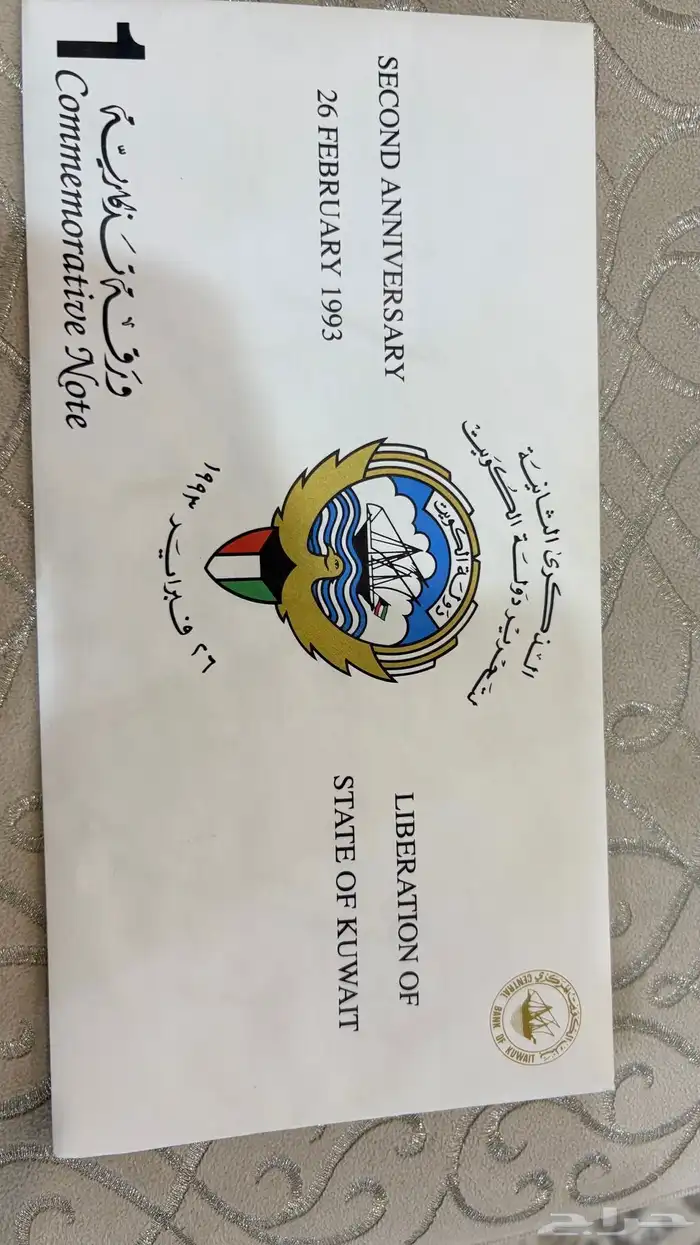 الذكرى الثانية
لتحرير دولة الكويت
CENTRAL BANK OF KUWAIT
بنك الكويت المركزي
SECOND ANNIVERSARY
26 FEBRUARY 1993
دولة الكويت
LIBERATION OF
STATE OF KUWAIT
٢٦ فبراير ١٩٩٣
ورقة تذكارية
1 Commemorative Note
حراج